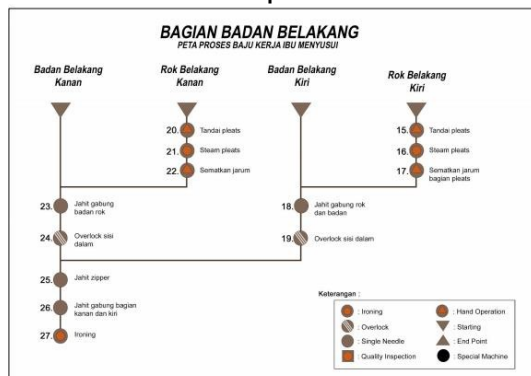 BAGIAN BADAN BELAKANG
PETA PROSES BAJU KERJA IBU MENYUSUI
Badan Belakang
Kanan
Rok Belakang
Kanan
Badan Belakang
Kiri
Rok Belakang
Kiri
20. Tandai pleats
21. Steam pleats
22. Sematkan jarum
15. Tandai pleats
16. Steam pleats
17. Sematkan jarum
bagian pleats
23. Jahit gabung
badan rok
24. Overlock sisi
dalam
18. Jahit gabung rok
dan badan
19. Overlock sisi dalam
25. Jahit zipper
26. Jahit gabung bagian
kanan dan kiri
27. Ironing
Keterangan :
: Ironing
: Overlock
: Single Needle
: Quality Inspection
: Hand Operation
: Starting
: End Point
: Special Machine